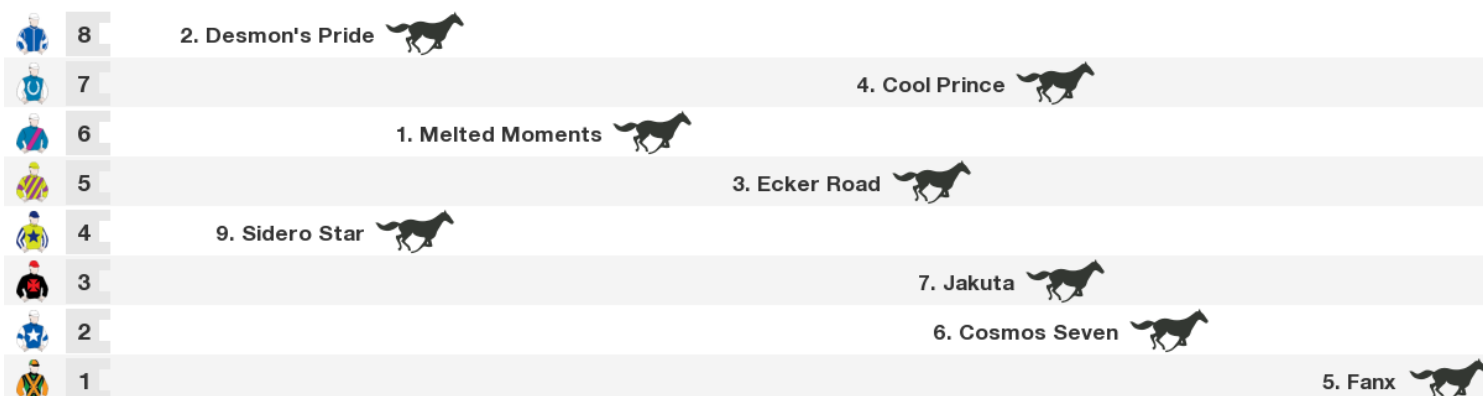 8 2. Desmon's Pride
7 4. Cool Prince
6 1. Melted Moments
5 3. Ecker Road
4 9. Sidero Star
3 7. Jakuta
2 6. Cosmos Seven
1 5. Fanx